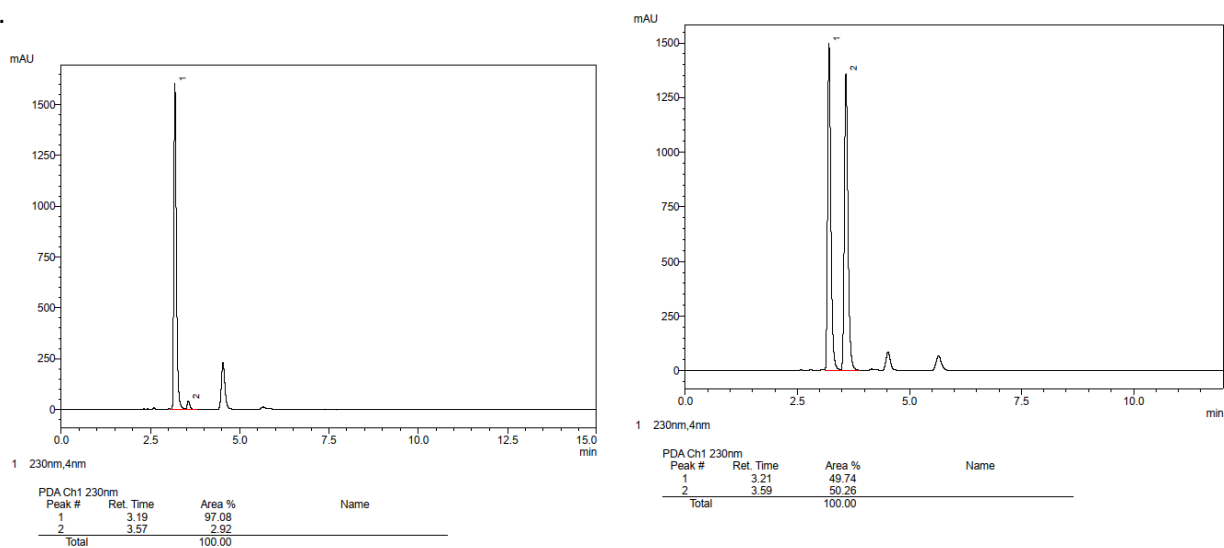 mAU
1
2
1500
1250
1000
750
500
250
0
0.0 2.5 5.0 7.5 10.0 12.5 15.0
min
1 230nm,4nm
PDA Ch1 230nm
Peak # Ret. Time Area % Name
1 3.19 97.08
2 3.57 2.92
Total 100.00
mAU
1
2
1500
1250
1000
750
500
250
0
0.0 2.5 5.0 7.5 10.0
min
1 230nm,4nm
PDA Ch1 230nm
Peak # Ret. Time Area % Name
1 3.21 49.74
2 3.59 50.26
Total 100.00